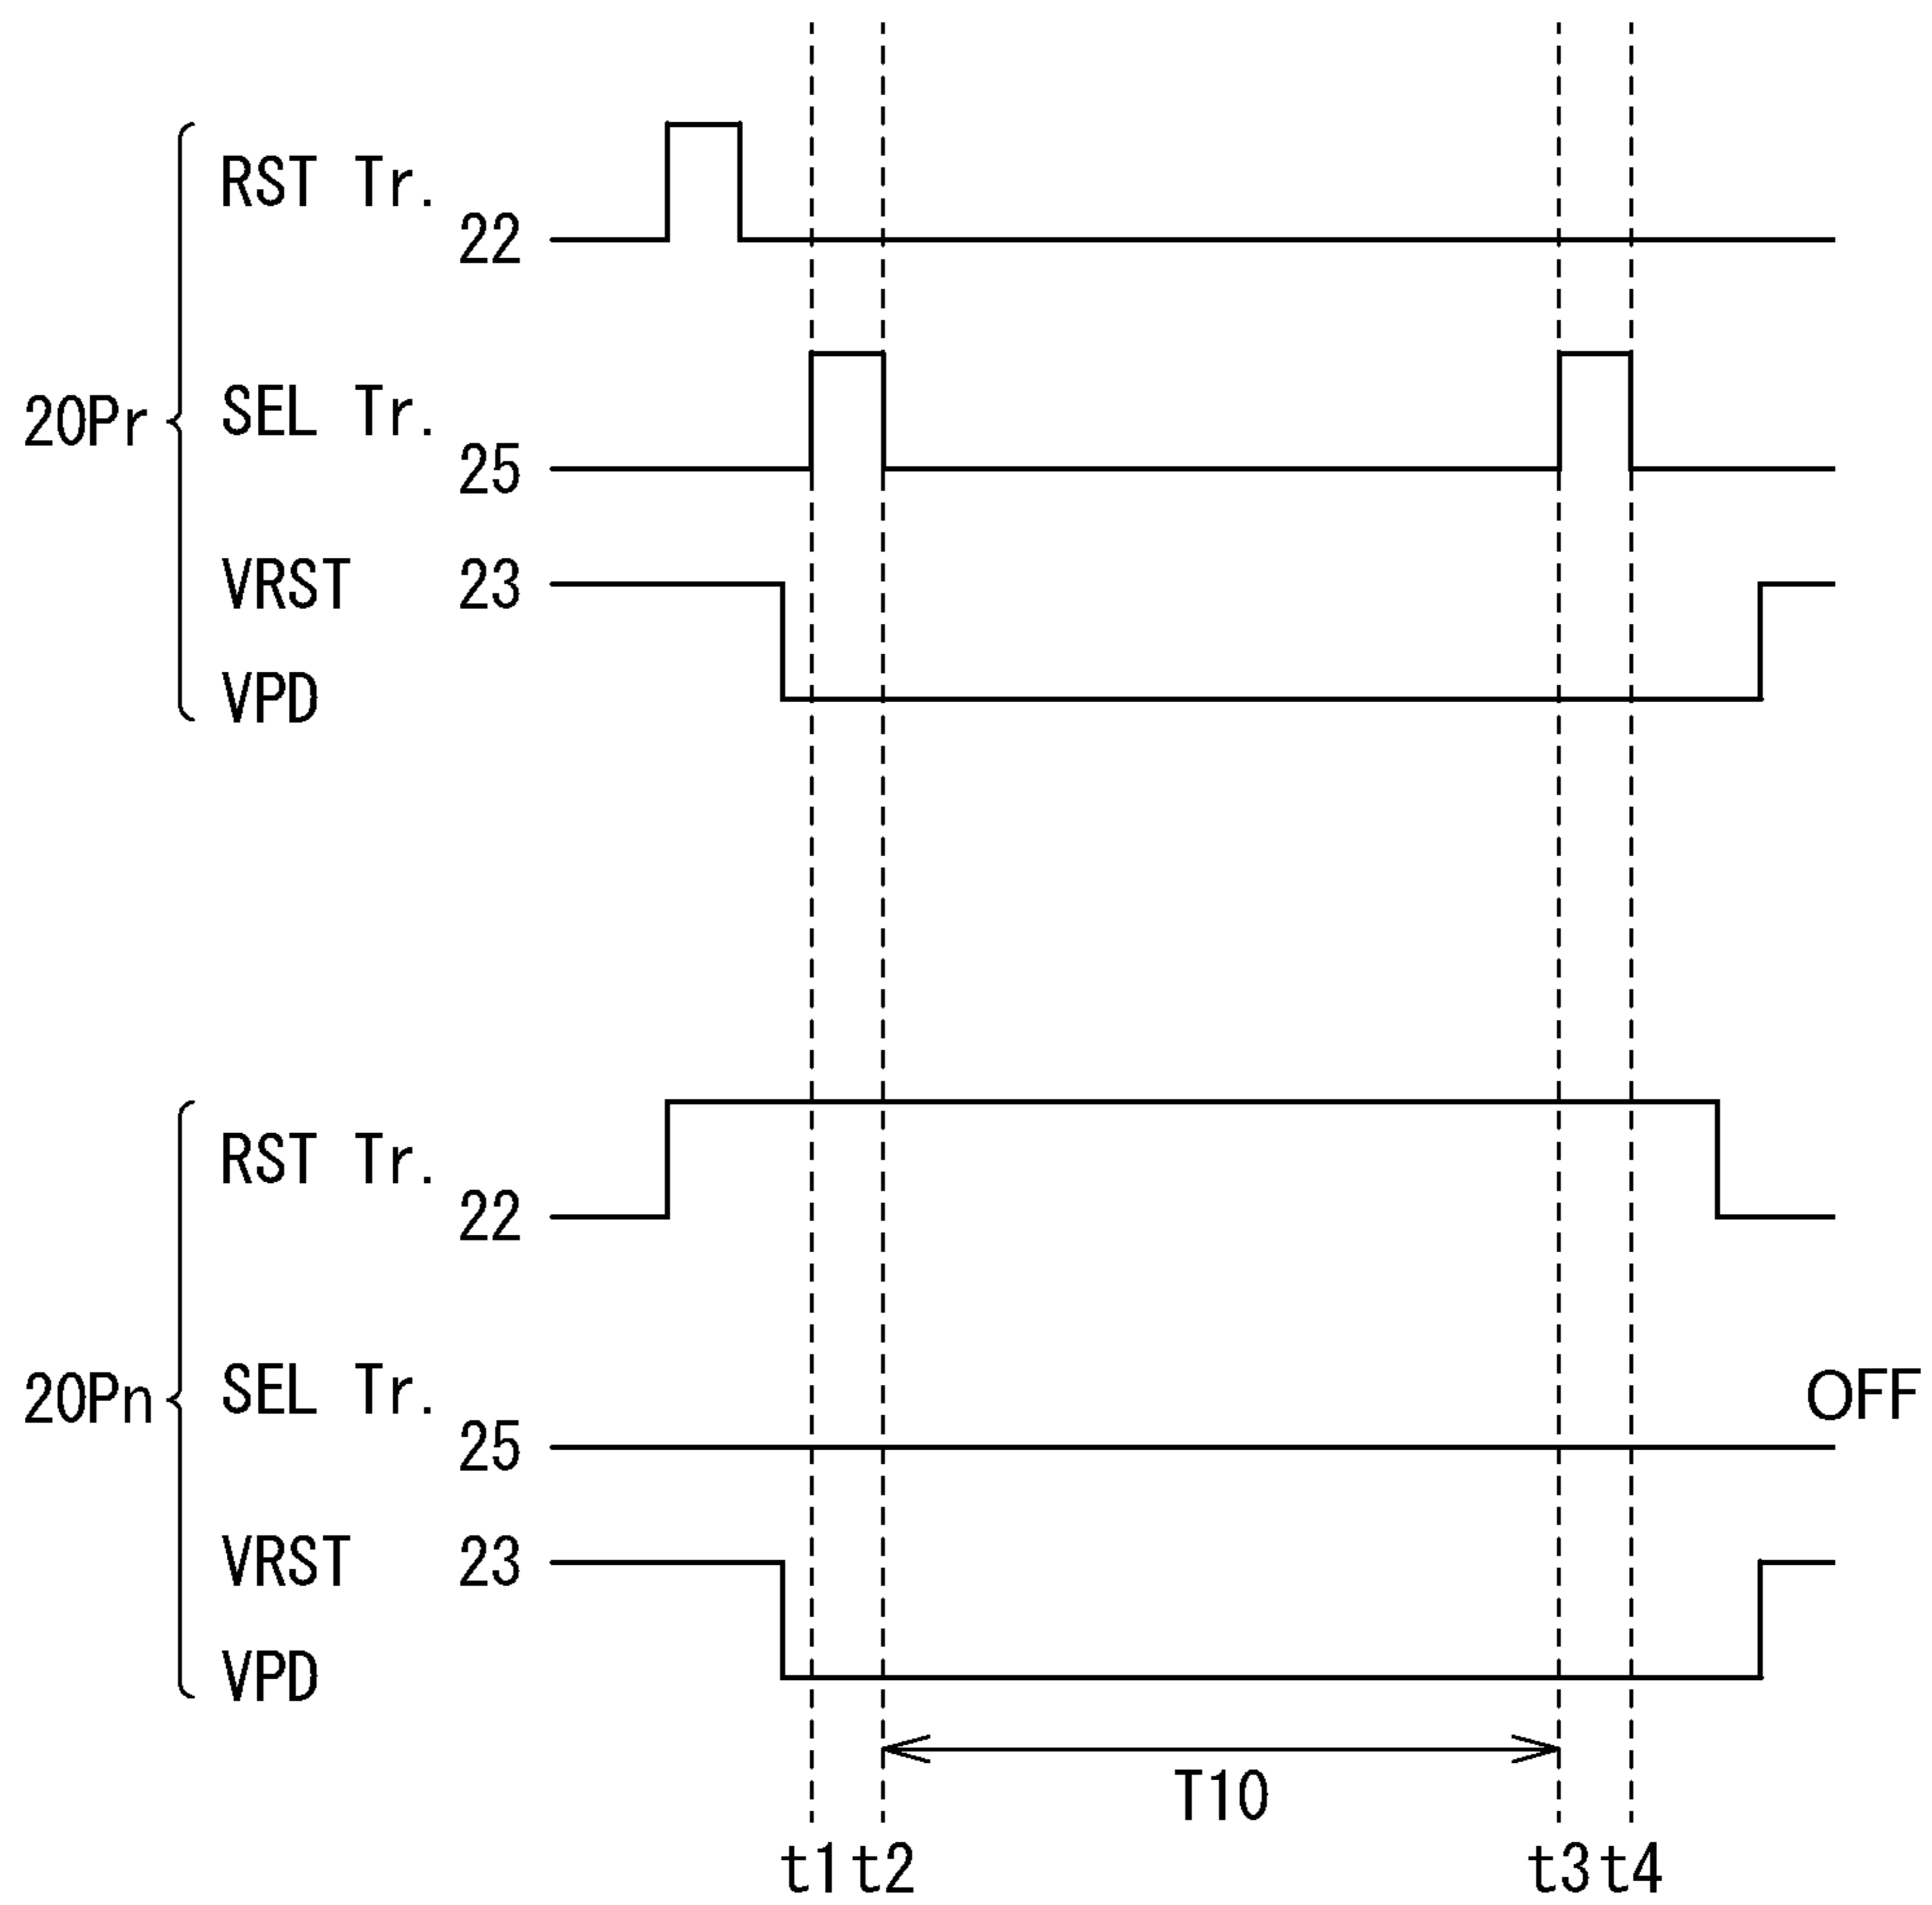 RST Tr.
22
20Pr
SEL Tr.
25
VRST 23
VPD
RST Tr.
22
20Pn
SEL Tr.
OFF
25
VRST 23
VPD
T10
t1 t2 t3 t4